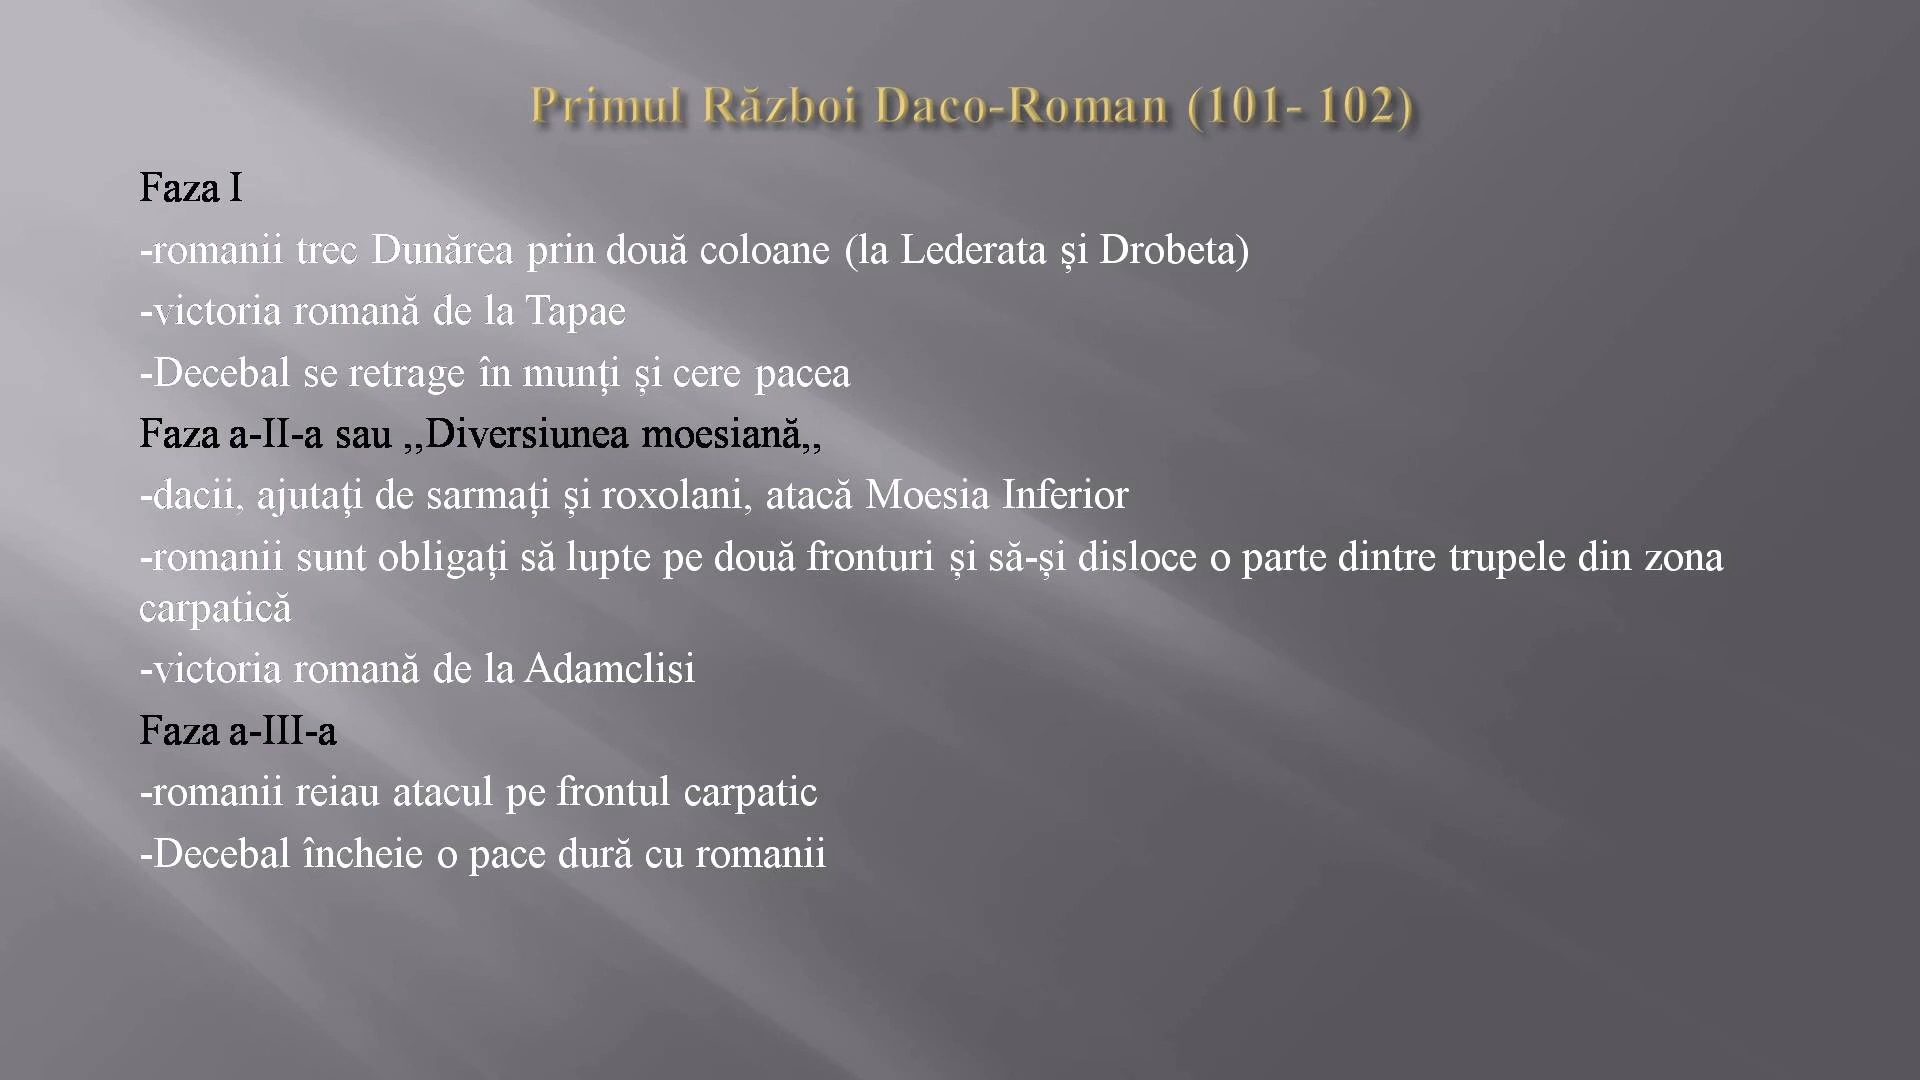 Primul Război Daco-Roman (101- 102)
Faza I
-romanii trec Dunărea prin două coloane (la Lederata și Drobeta)
-victoria romană de la Tapae
-Decebal se retrage în munți și cere pacea
Faza a-II-a sau ,,Diversiunea moesiană,,
-dacii, ajutați de sarmați și roxolani, atacă Moesia Inferior
-romanii sunt obligați să lupte pe două fronturi și să-și disloce o parte dintre trupele din zona
carpatică
-victoria romană de la Adamclisi
Faza a-III-a
-romanii reiau atacul pe frontul carpatic
-Decebal încheie o pace dură cu romanii